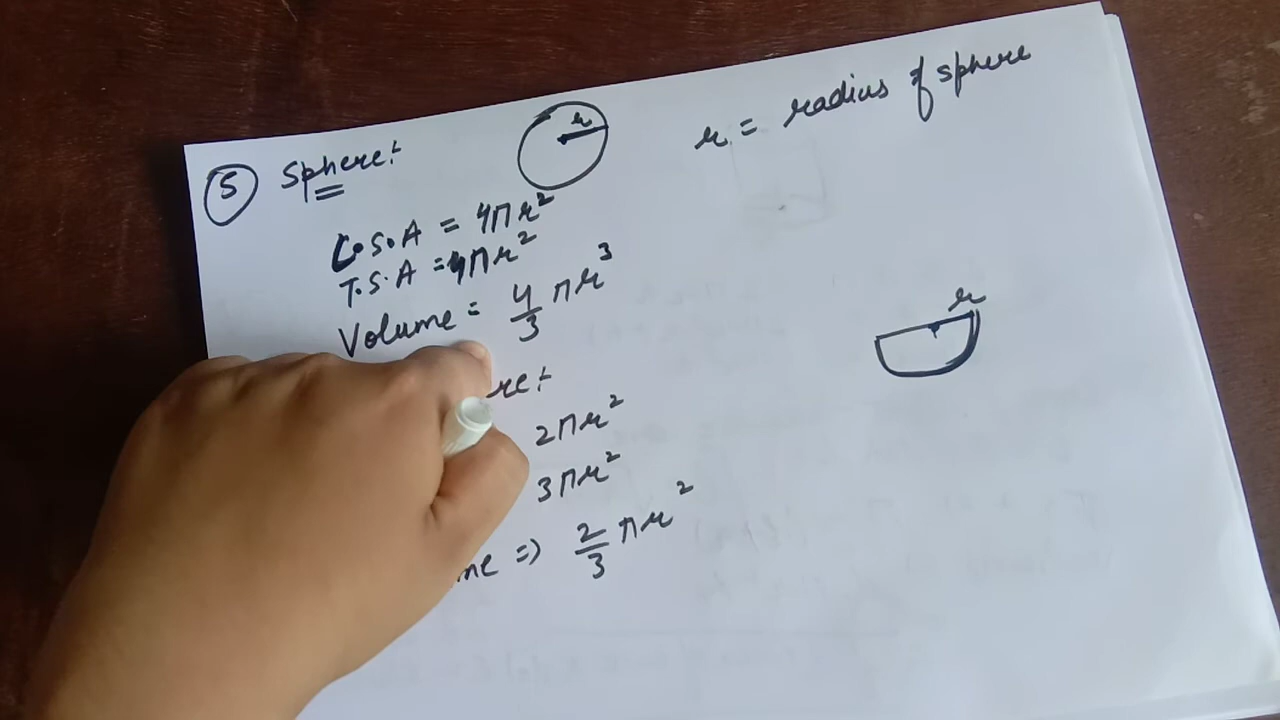 5 Sphere:-
r
r = radius of sphere
C.S.A = 4πr²
T.S.A = 4πr²
Volume = 4/3 πr³
re:-
r
2πr²
3πr²
me => 2/3 πr²